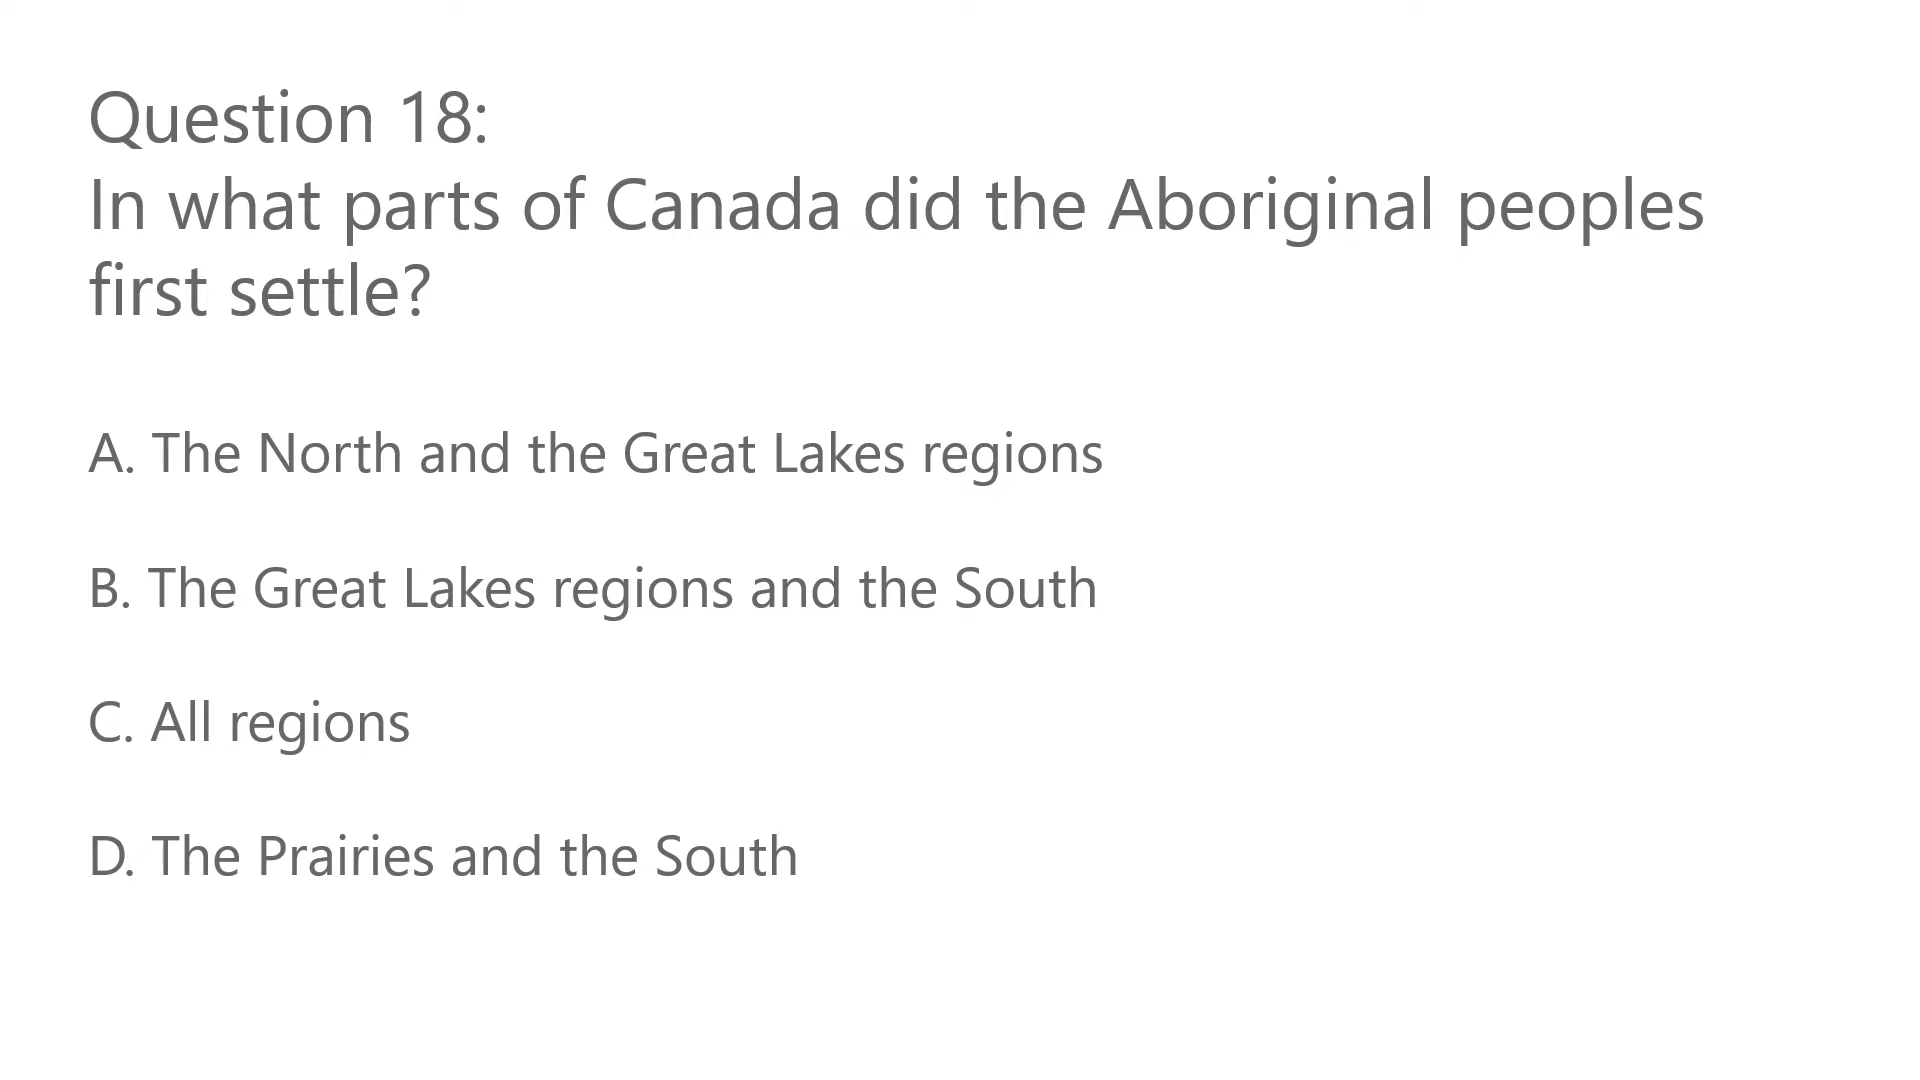 Question 18:
In what parts of Canada did the Aboriginal peoples
first settle?
A. The North and the Great Lakes regions
B. The Great Lakes regions and the South
C. All regions
D. The Prairies and the South